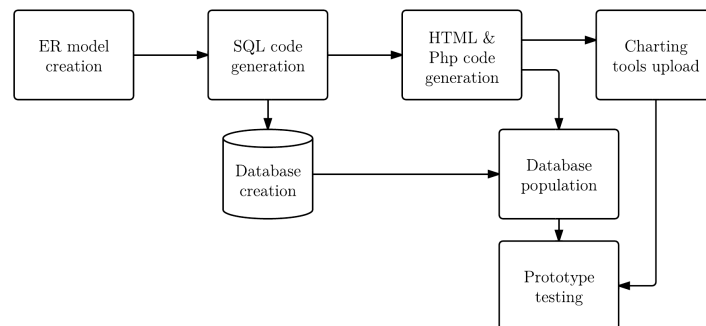 ER model
creation
SQL code
generation
HTML &
Php code
generation
Charting
tools upload
Database
creation
Database
population
Prototype
testing